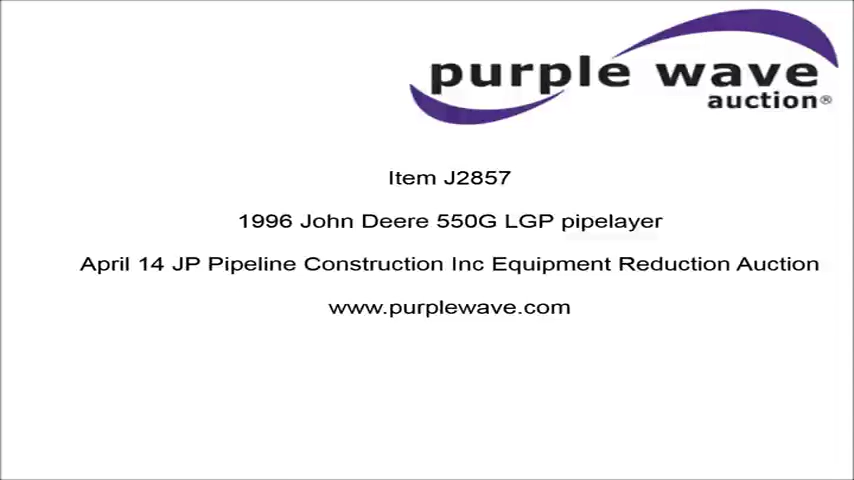 purple wave
auction®
Item J2857
1996 John Deere 550G LGP pipelayer
April 14 JP Pipeline Construction Inc Equipment Reduction Auction
www.purplewave.com